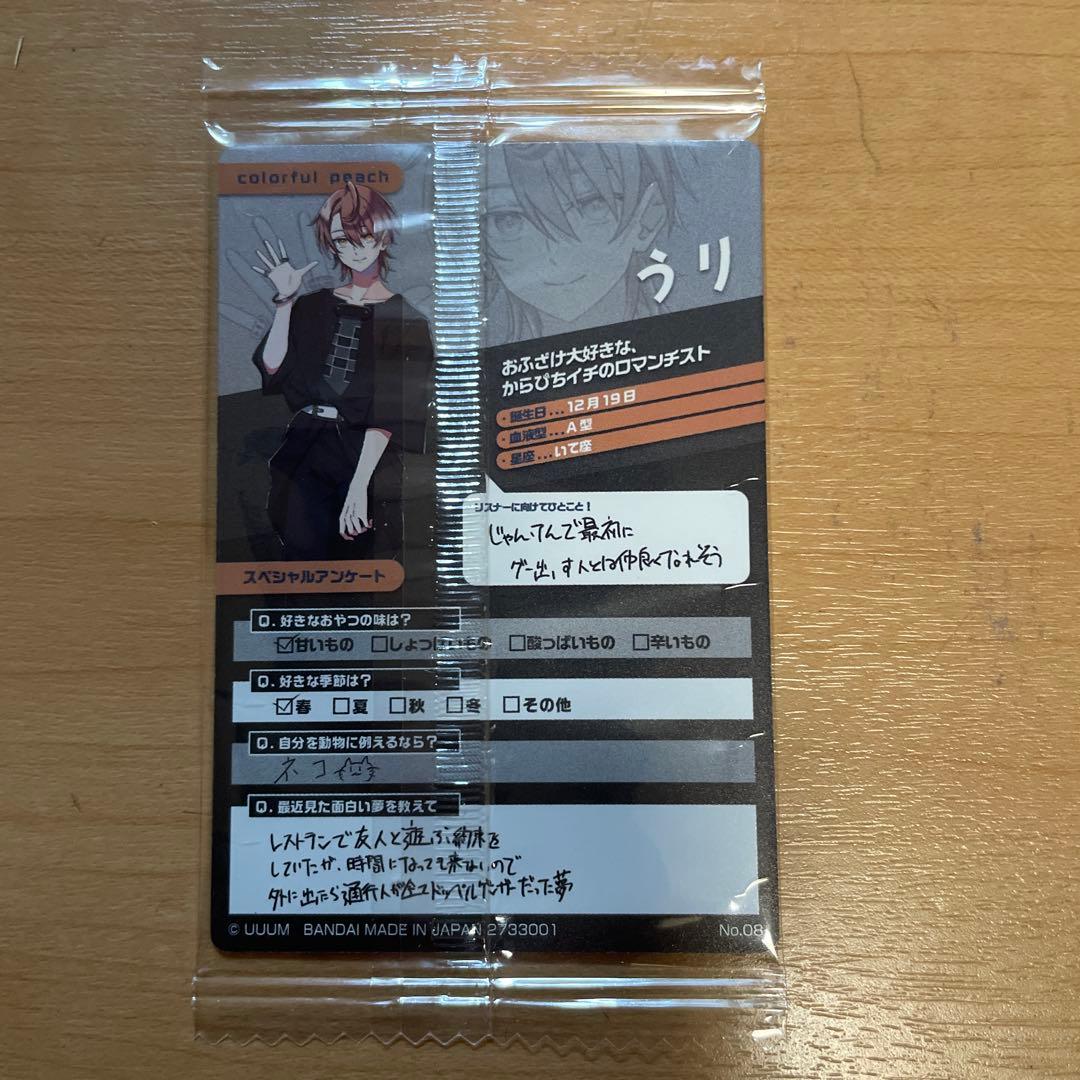 colorful peach
うり
おふざけ大好きな、
からぴちイチのロマンチスト
・誕生日…12月19日
・血液型…A型
・星座…いて座
リスナーに向けてひとこと！
じゃんけんで最初に
グー出す人とは仲良くなれそう
スペシャルアンケート
Q. 好きなおやつの味は？
☑甘いもの □しょっぱいもの □酸っぱいもの □辛いもの
Q. 好きな季節は？
☑春 □夏 □秋 □冬 □その他
Q. 自分を動物に例えるなら？
ネコ
Q. 最近見た面白い夢を教えて
レストランで友人と遊ぶ約束を
していたが、時間になっても来ないので
外に出たら通行人が全てドッペルゲンガーだった夢
© UUUM BANDAI MADE IN JAPAN 2733001 No.08